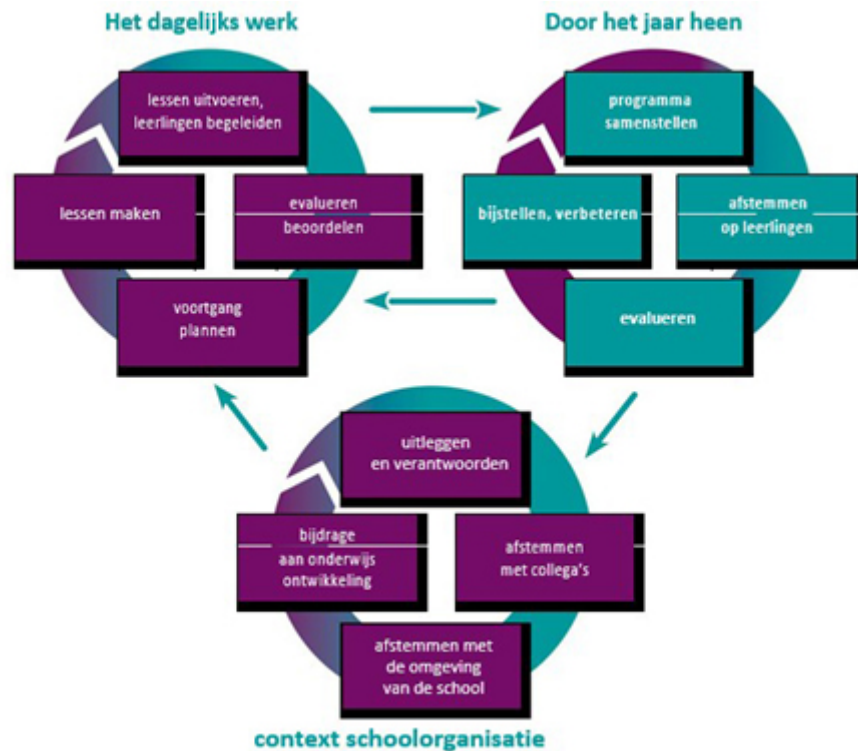 Het dagelijks werk
lessen uitvoeren,
leerlingen begeleiden
lessen maken
evalueren
beoordelen
voortgang
plannen
Door het jaar heen
programma
samenstellen
bijstellen, verbeteren
afstemmen
op leerlingen
evalueren
uitleggen
en verantwoorden
bijdrage
aan onderwijs
ontwikkeling
afstemmen
met collega's
afstemmen met
de omgeving
van de school
context schoolorganisatie